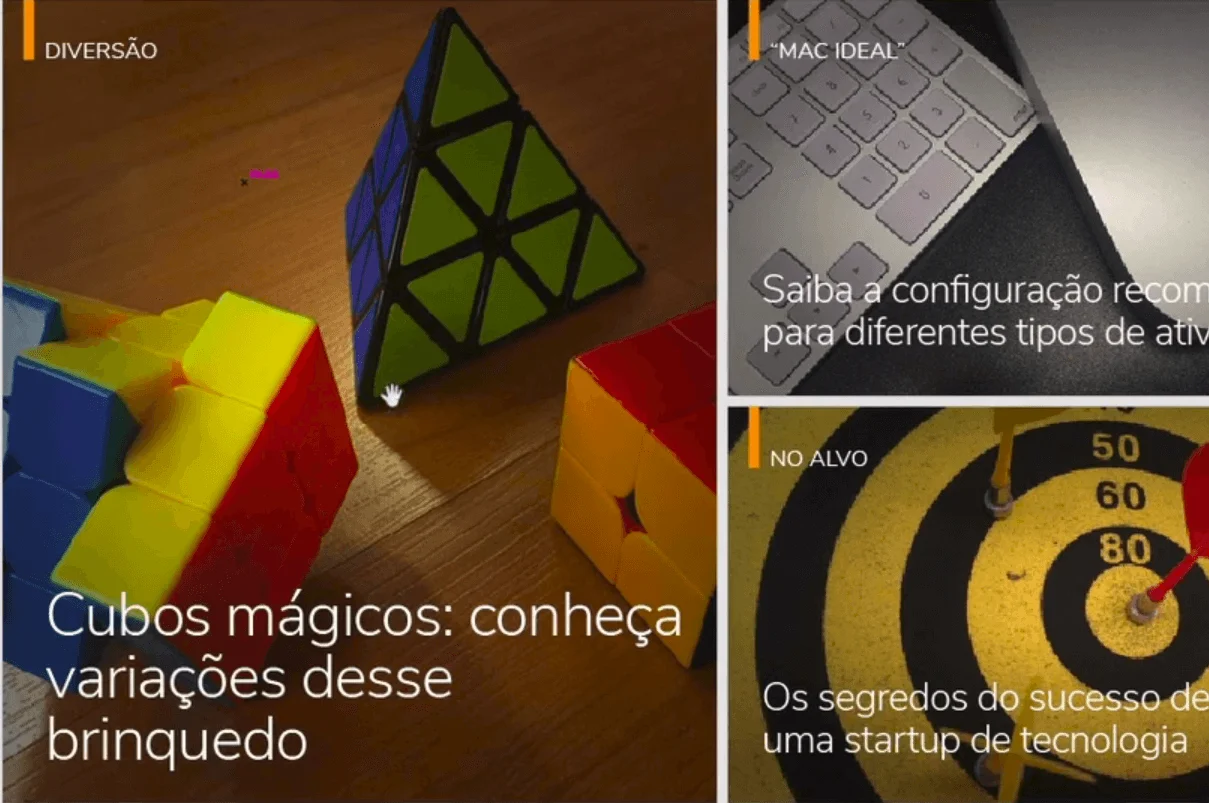 DIVERSÃO
Cubos mágicos: conheça
variações desse
brinquedo
“MAC IDEAL”
Saiba a configuração recom
para diferentes tipos de ativ
NO ALVO
50
60
80
Os segredos do sucesso de
uma startup de tecnologia